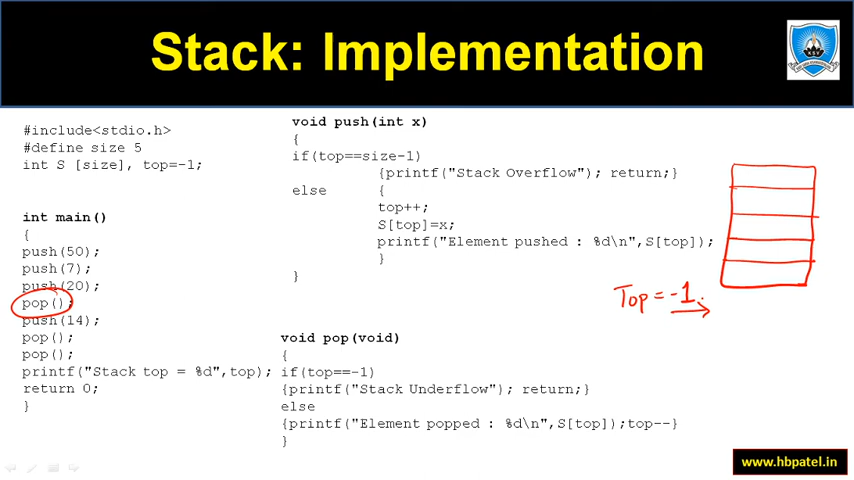 Stack: Implementation
#include<stdio.h>
#define size 5
int S [size], top=-1;
int main()
{
push(50);
push(7);
push(20);
pop();
push(14);
pop();
pop();
printf("Stack top = %d",top);
return 0;
}
void push(int x)
{
if(top==size-1)
{printf("Stack Overflow"); return;}
else {
top++;
S[top]=x;
printf("Element pushed : %d\n",S[top]);
}
}
void pop(void)
{
if(top==-1)
{printf("Stack Underflow"); return;}
else
{printf("Element popped : %d\n",S[top]);top--}
}
Top = -1.
www.hbpatel.in